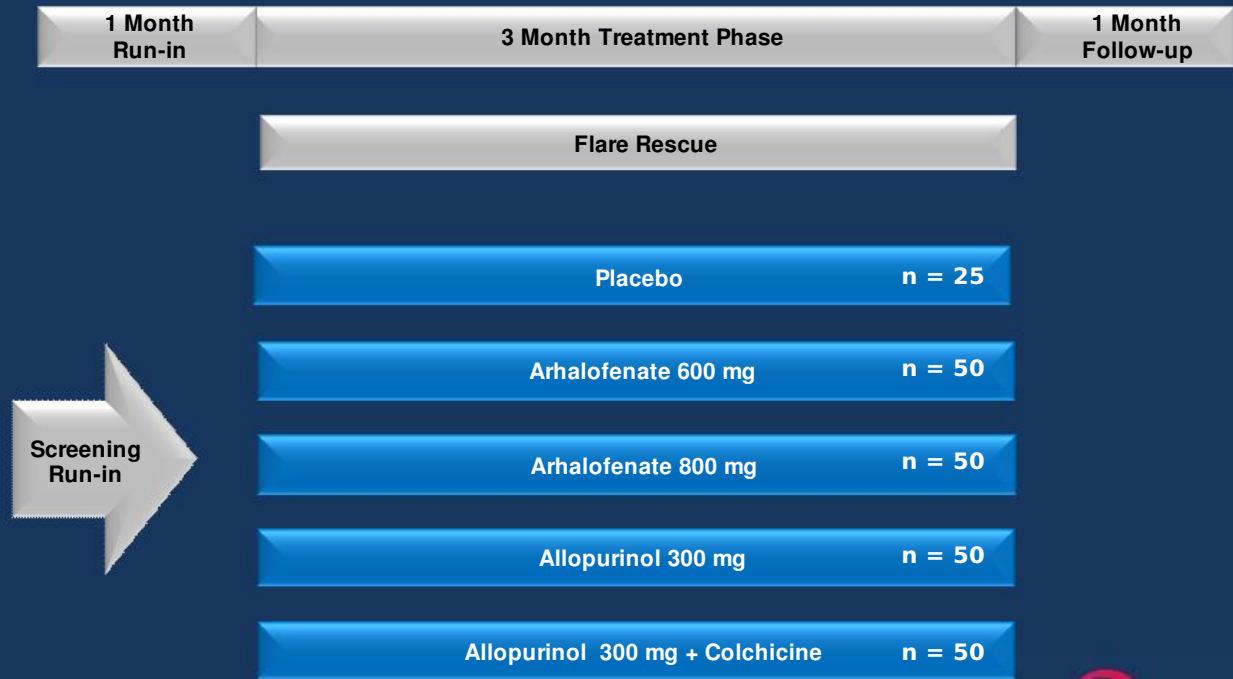 1 Month
Run-in
3 Month Treatment Phase
1 Month
Follow-up
Flare Rescue
Placebo n = 25
Arhalofenate 600 mg n = 50
Screening
Run-in
Arhalofenate 800 mg n = 50
Allopurinol 300 mg n = 50
Allopurinol 300 mg + Colchicine n = 50